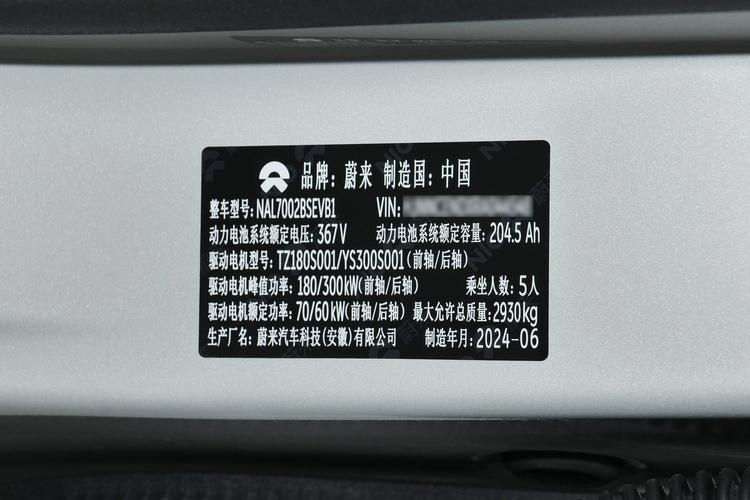 品牌: 蔚来 制造国: 中国
整车型号: NAL7002BSEVB1 VIN:
动力电池系统额定电压: 367V 动力电池系统额定容量: 204.5 Ah
驱动电机型号: TZ180S001/YS300S001(前轴/后轴)
驱动电机峰值功率: 180/300kW(前轴/后轴) 乘坐人数: 5人
驱动电机额定功率: 70/60kW(前轴/后轴) 最大允许总质量: 2930kg
生产厂名: 蔚来汽车科技(安徽)有限公司 制造年月: 2024-06